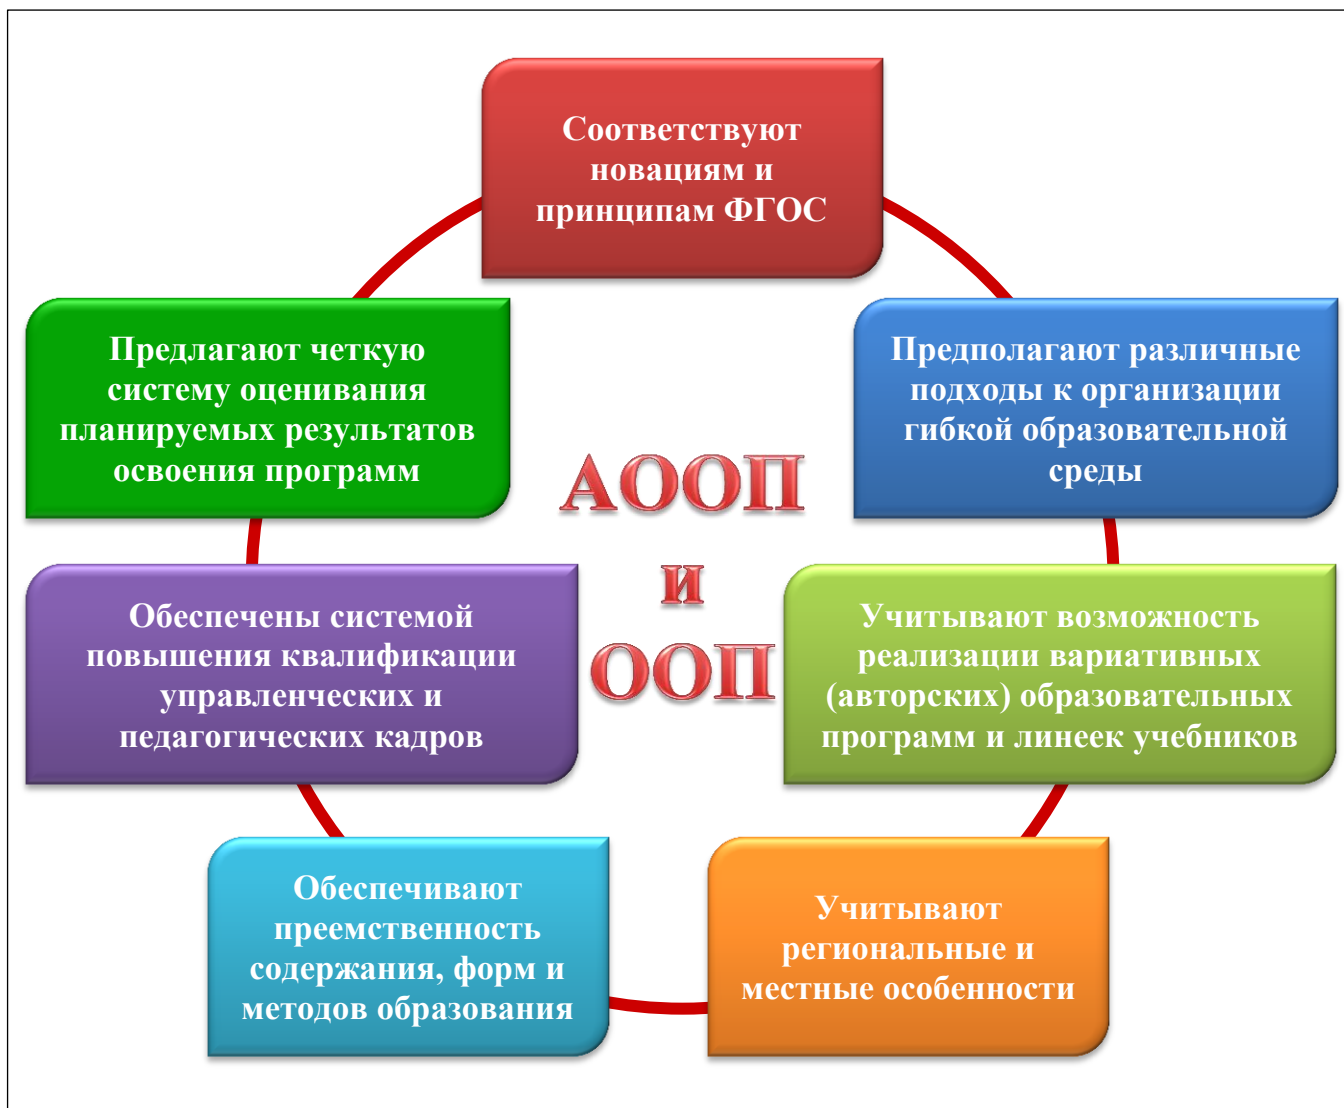 Соответствуют
новациям и
принципам ФГОС
Предлагают четкую
систему оценивания
планируемых результатов
освоения программ
Предполагают различные
подходы к организации
гибкой образовательной
среды
АООП
и
ООП
Обеспечены системой
повышения квалификации
управленческих и
педагогических кадров
Учитывают возможность
реализации вариативных
(авторских) образовательных
программ и линеек учебников
Обеспечивают
преемственность
содержания, форм и
методов образования
Учитывают
региональные и
местные особенности